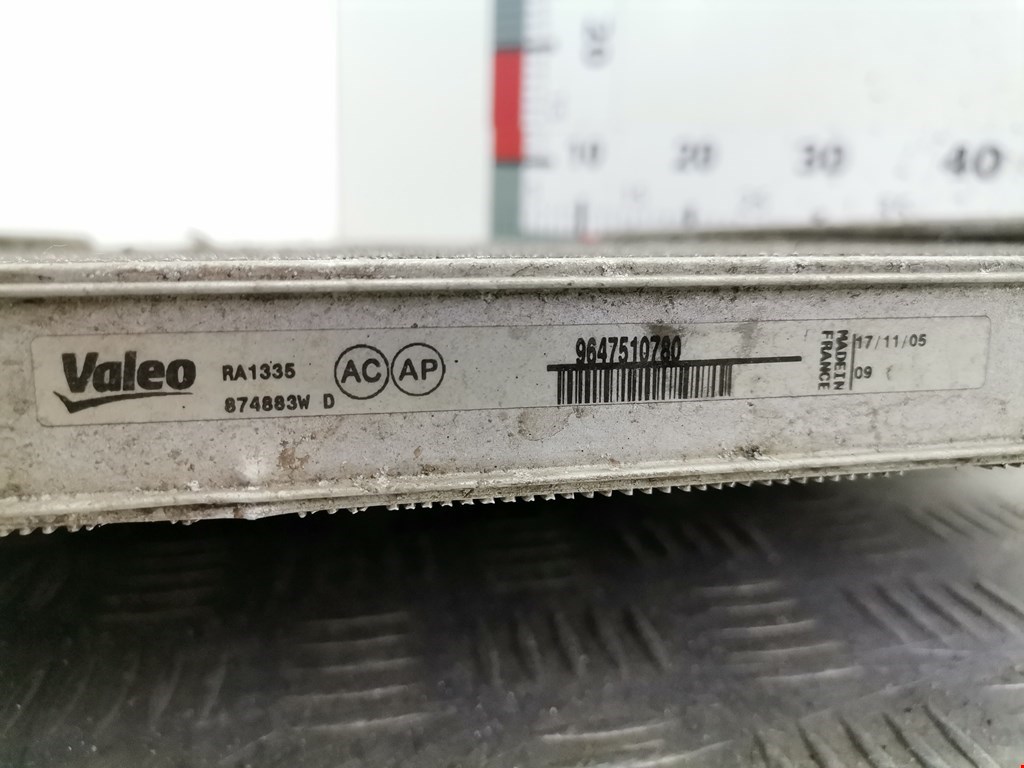 10 20 30 40
Valeo
RA1335
874883W D
AC AP
9647510780
MADE IN
FRANCE
17/11/05
09